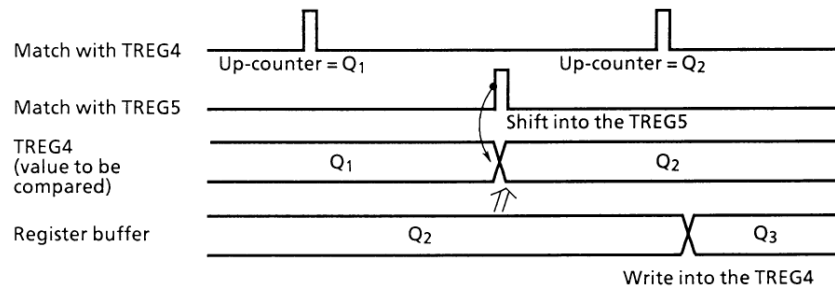 Match with TREG4
Up-counter = Q1
Up-counter = Q2
Match with TREG5
Shift into the TREG5
TREG4
(value to be
compared)
Q1
Q2
Register buffer
Q2
Q3
Write into the TREG4